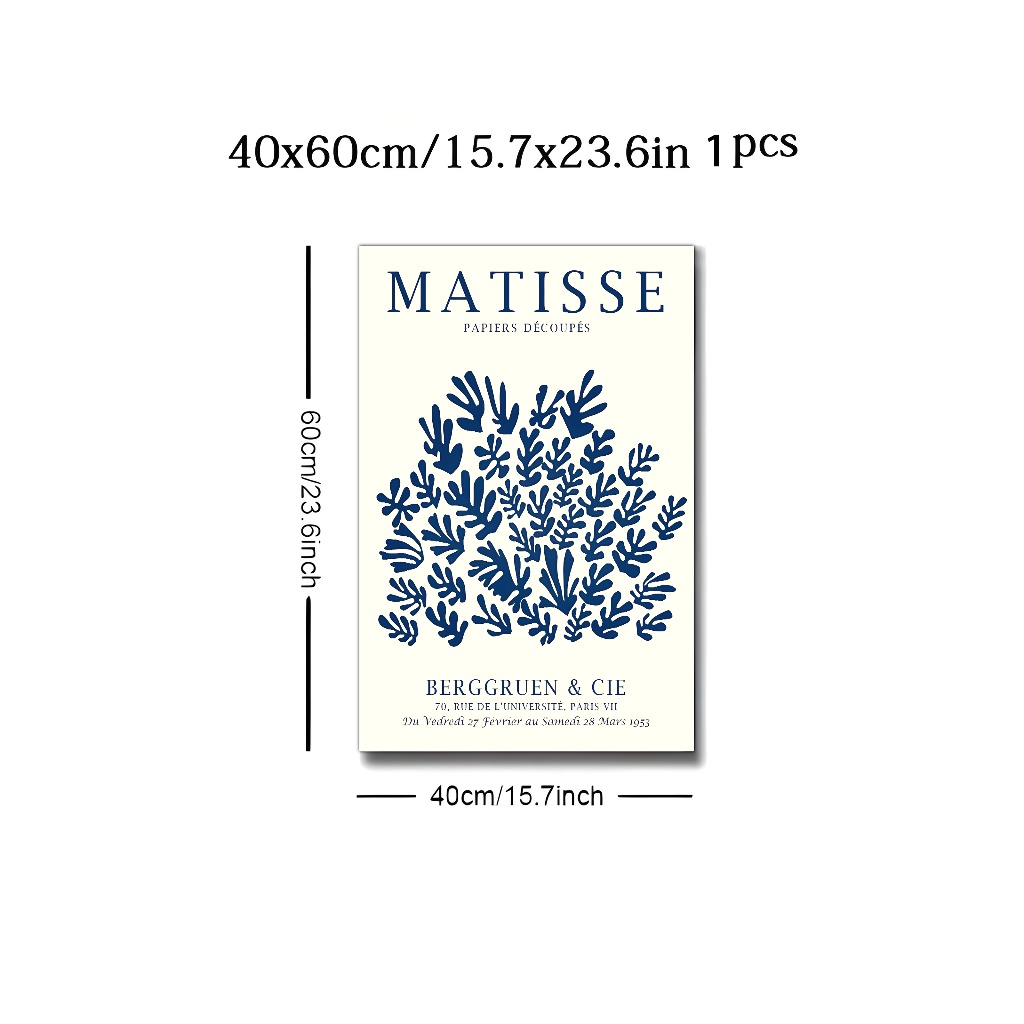 40x60cm/15.7x23.6in 1pcs
MATISSE
PAPIERS DÉCOUPÉS
60cm/23.6inch
BERGGRUEN & CIE
70, RUE DE L'UNIVERSITÉ, PARIS VII
Du Vedredi 27 Février au Samedi 28 Mars 1953
40cm/15.7inch